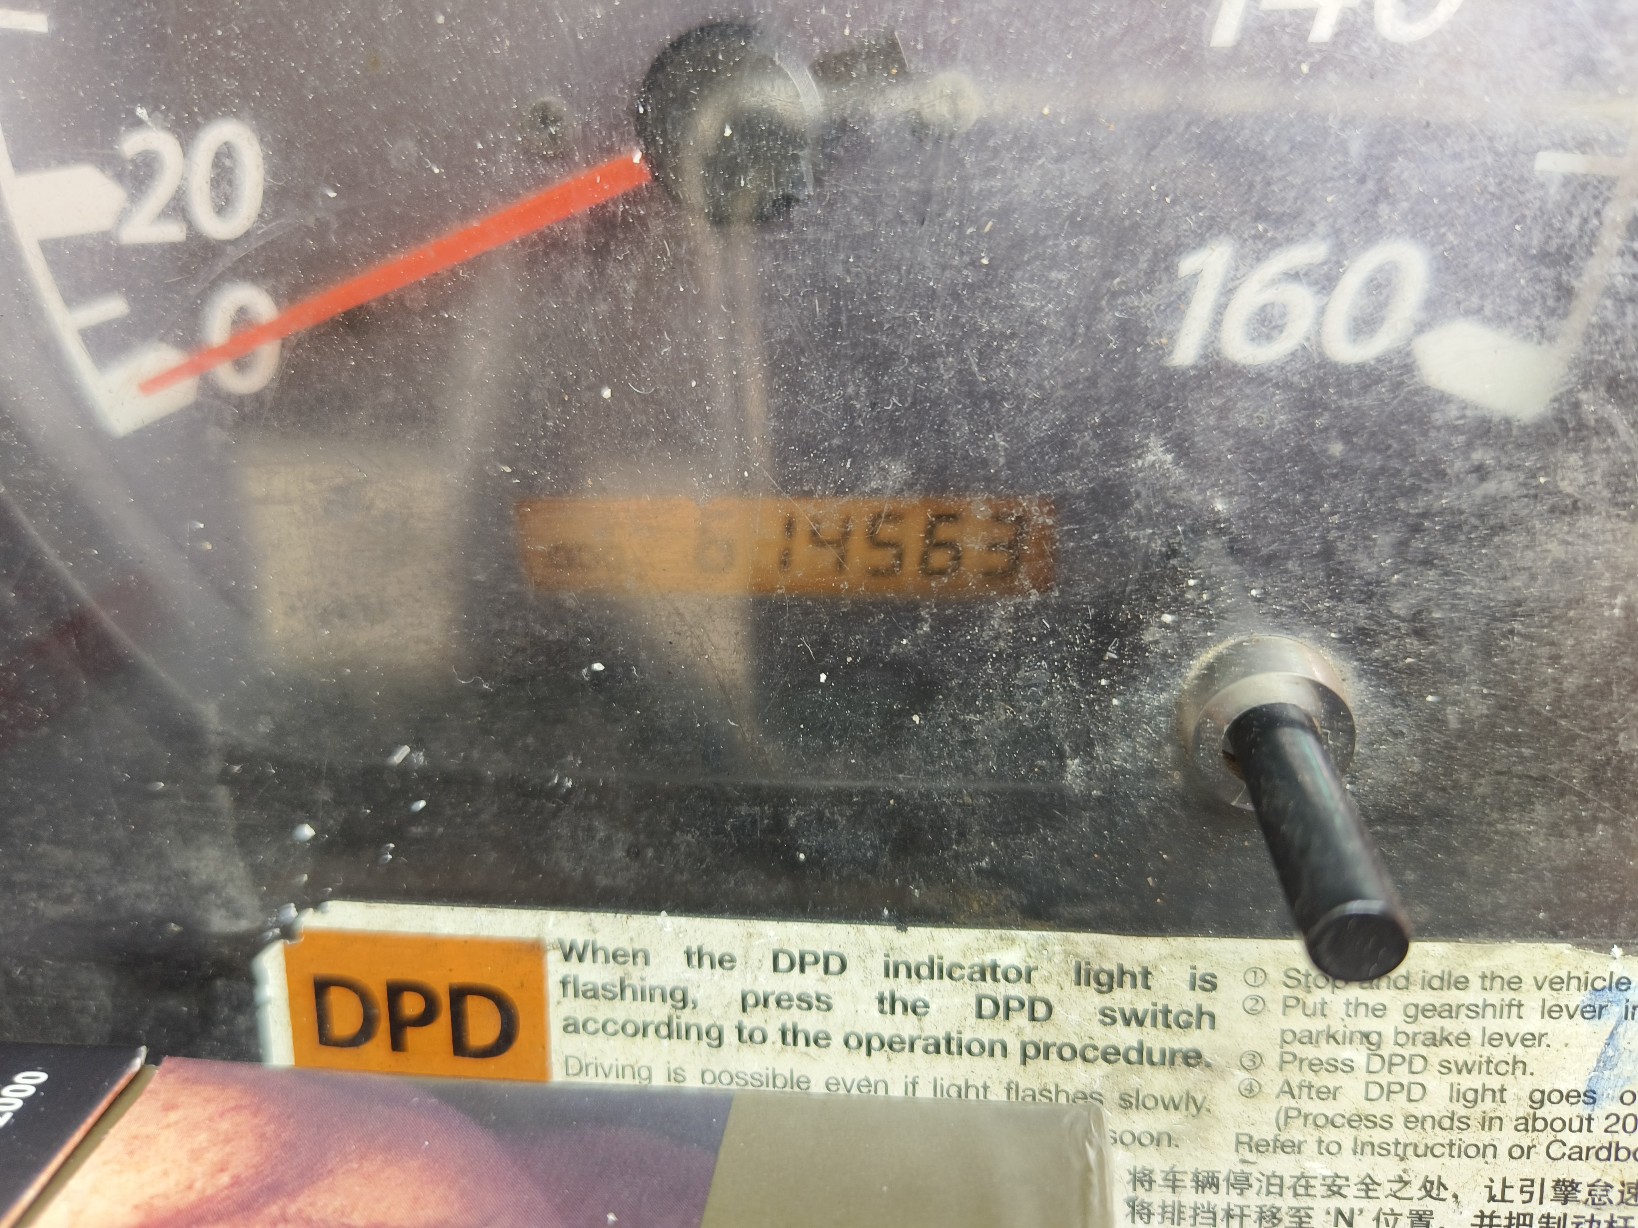 140
20
0
160
614563
DPD
When the DPD indicator light is
flashing, press the DPD switch
according to the operation procedure.
Driving is possible even if light flashes slowly.
soon.
① Stop and idle the vehicle
② Put the gearshift lever in
parking brake lever.
③ Press DPD switch.
④ After DPD light goes
(Process ends in about 20
Refer to Instruction or
将车辆停泊在安全之处，让引擎怠速
将排挡杆移至 'N' 位置，并把制动杆
2000